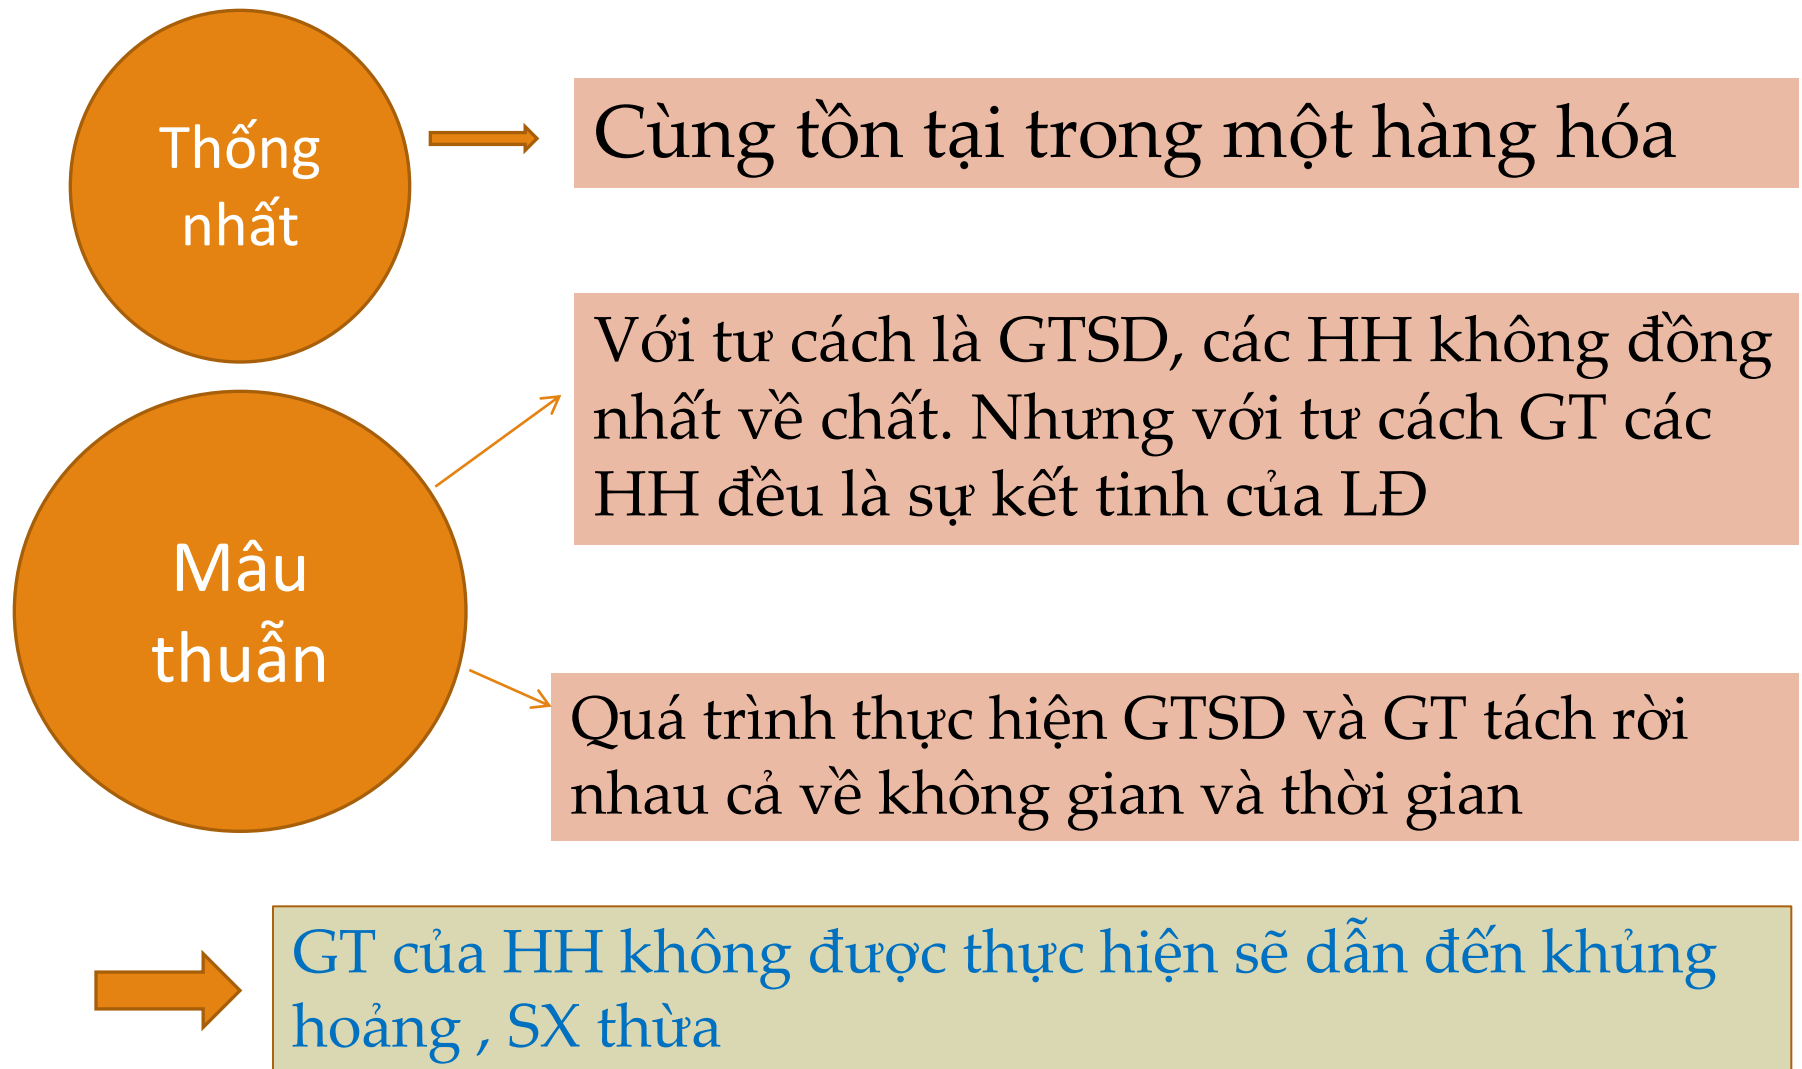 Thống
nhất
Cùng tồn tại trong một hàng hóa
Mâu
thuẫn
Với tư cách là GTSD, các HH không đồng
nhất về chất. Nhưng với tư cách GT các
HH đều là sự kết tinh của LĐ
Quá trình thực hiện GTSD và GT tách rời
nhau cả về không gian và thời gian
GT của HH không được thực hiện sẽ dẫn đến khủng
hoảng , SX thừa